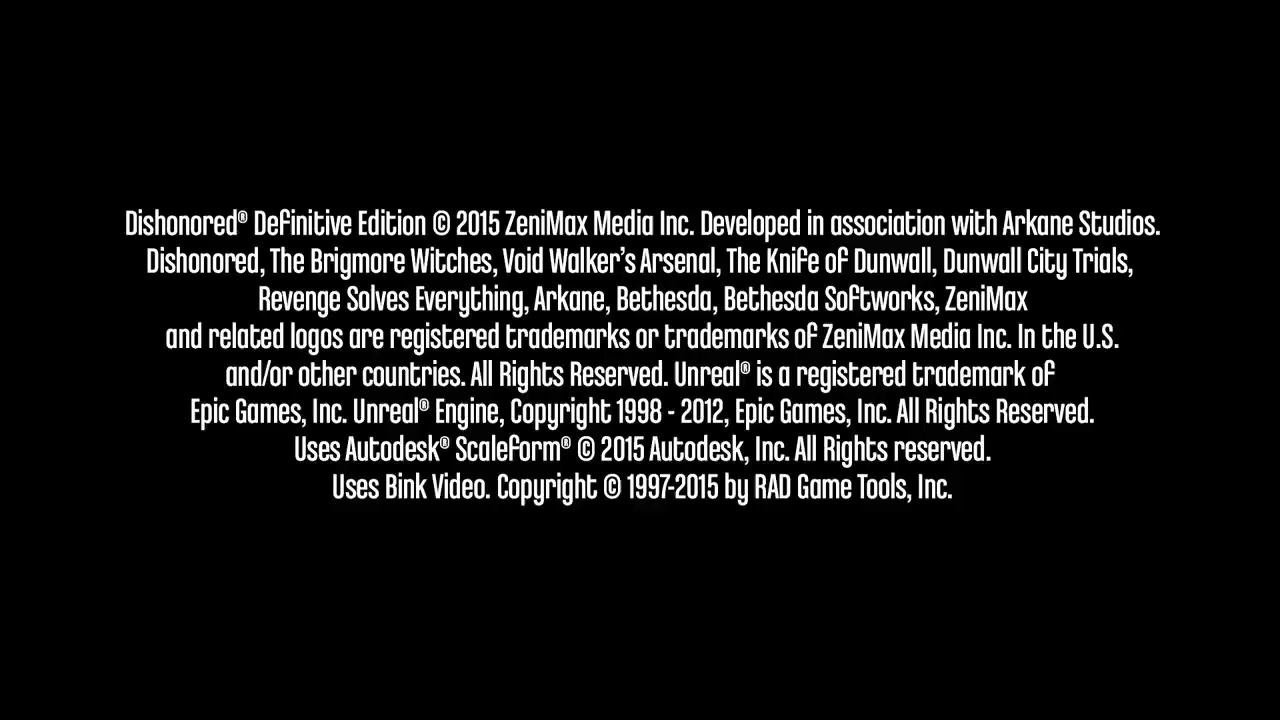 Dishonored® Definitive Edition © 2015 ZeniMax Media Inc. Developed in association with Arkane Studios.
Dishonored, The Brigmore Witches, Void Walker's Arsenal, The Knife of Dunwall, Dunwall City Trials,
Revenge Solves Everything, Arkane, Bethesda, Bethesda Softworks, ZeniMax
and related logos are registered trademarks or trademarks of ZeniMax Media Inc. In the U.S.
and/or other countries. All Rights Reserved. Unreal® is a registered trademark of
Epic Games, Inc. Unreal® Engine, Copyright 1998 - 2012, Epic Games, Inc. All Rights Reserved.
Uses Autodesk® Scaleform® © 2015 Autodesk, Inc. All Rights reserved.
Uses Bink Video. Copyright © 1997-2015 by RAD Game Tools, Inc.